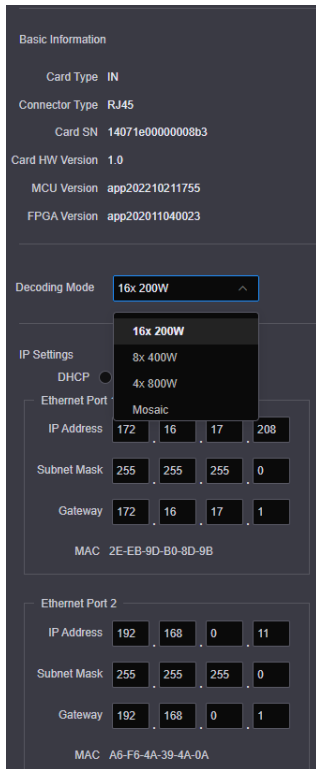 Basic Information
Card Type IN
Connector Type RJ45
Card SN 14071e00000008b3
Card HW Version 1.0
MCU Version app202210211755
FPGA Version app202011040023
Decoding Mode 16x 200W
16x 200W
8x 400W
4x 800W
Mosaic
IP Settings
DHCP
Ethernet Port
IP Address 172 . 16 . 17 . 208
Subnet Mask 255 . 255 . 255 . 0
Gateway 172 . 16 . 17 . 1
MAC 2E-EB-9D-B0-8D-9B
Ethernet Port 2
IP Address 192 . 168 . 0 . 11
Subnet Mask 255 . 255 . 255 . 0
Gateway 192 . 168 . 0 . 1
MAC A6-F6-4A-39-4A-0A